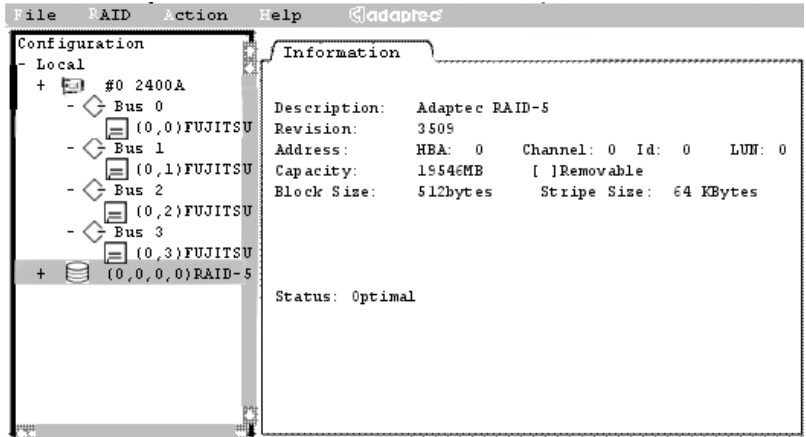 File RAID Action Help adaptec
Configuration
- Local
+ #0 2400A
- Bus 0
(0,0)FUJITSU
- Bus 1
(0,1)FUJITSU
- Bus 2
(0,2)FUJITSU
- Bus 3
(0,3)FUJITSU
+ (0,0,0,0)RAID-5
Information
Description: Adaptec RAID-5
Revision: 3509
Address: HBA: 0 Channel: 0 Id: 0 LUN: 0
Capacity: 19546MB [ ]Removable
Block Size: 512bytes Stripe Size: 64 KBytes
Status: Optimal